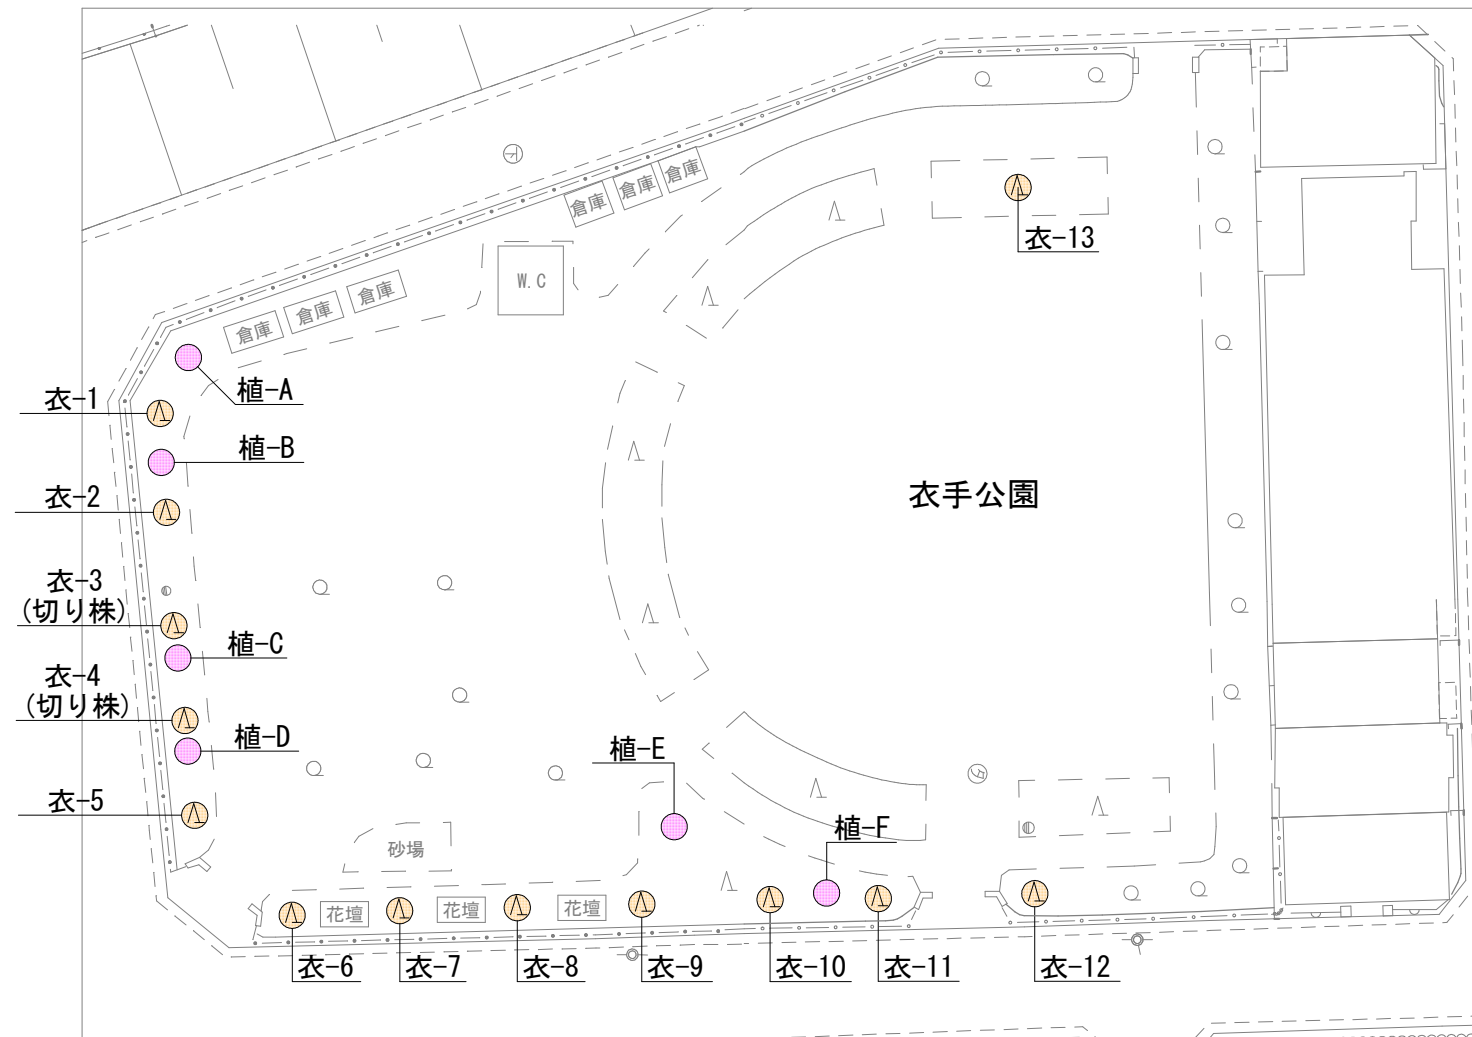 倉庫
倉庫
倉庫
W.C
衣-13
倉庫
倉庫
倉庫
植-A
衣-1
植-B
衣-2
衣手公園
衣-3
(切り株)
植-C
衣-4
(切り株)
植-D
植-E
衣-5
植-F
砂場
花壇
花壇
花壇
衣-6
衣-7
衣-8
衣-9
衣-10
衣-11
衣-12